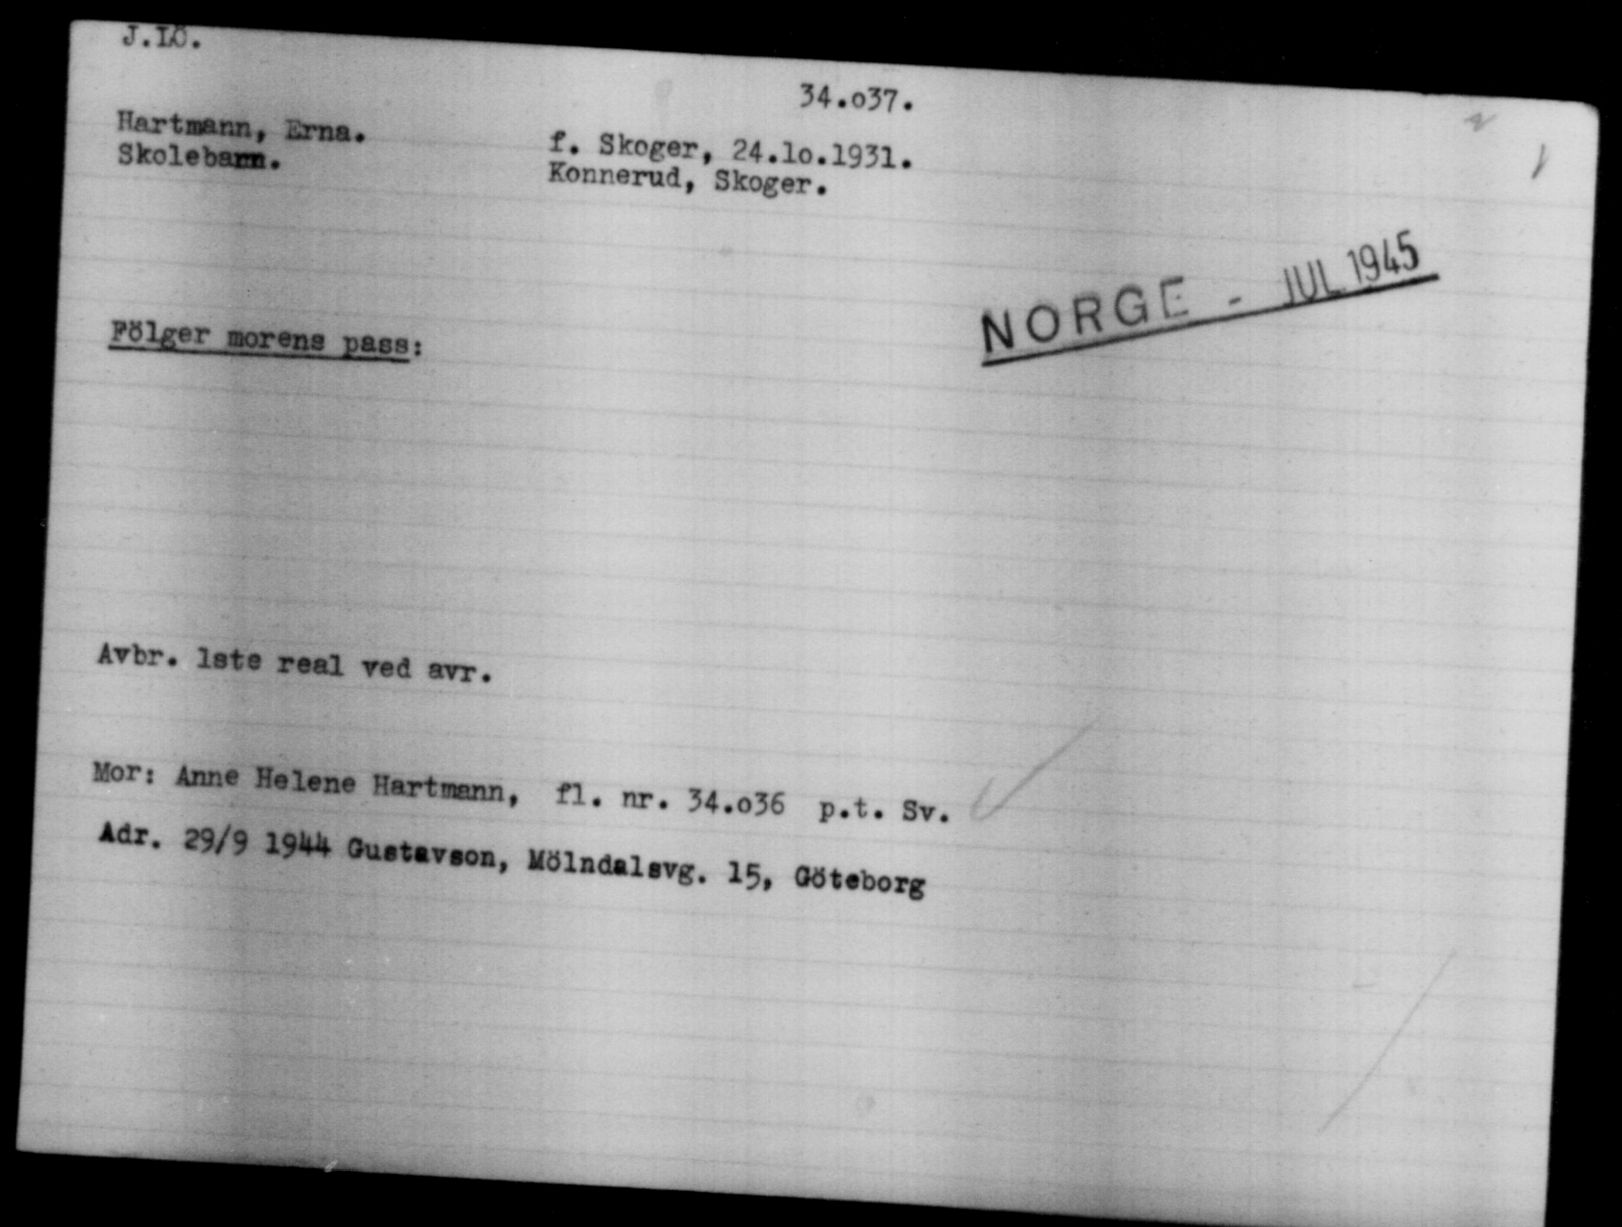 J.LÖ.
34.o37.
Hartmann, Erna.
f. Skoger, 24.lo.1931.
Skolebarn.
Konnerud, Skoger.
NORGE - JUL 1945
Fölger morens pass:
Avbr. lste real ved avr.
Mor: Anne Helene Hartmann, fl. nr. 34.o36 p.t. Sv.
Adr. 29/9 1944 Gustavson, Mölndalsvg. 15, Göteborg